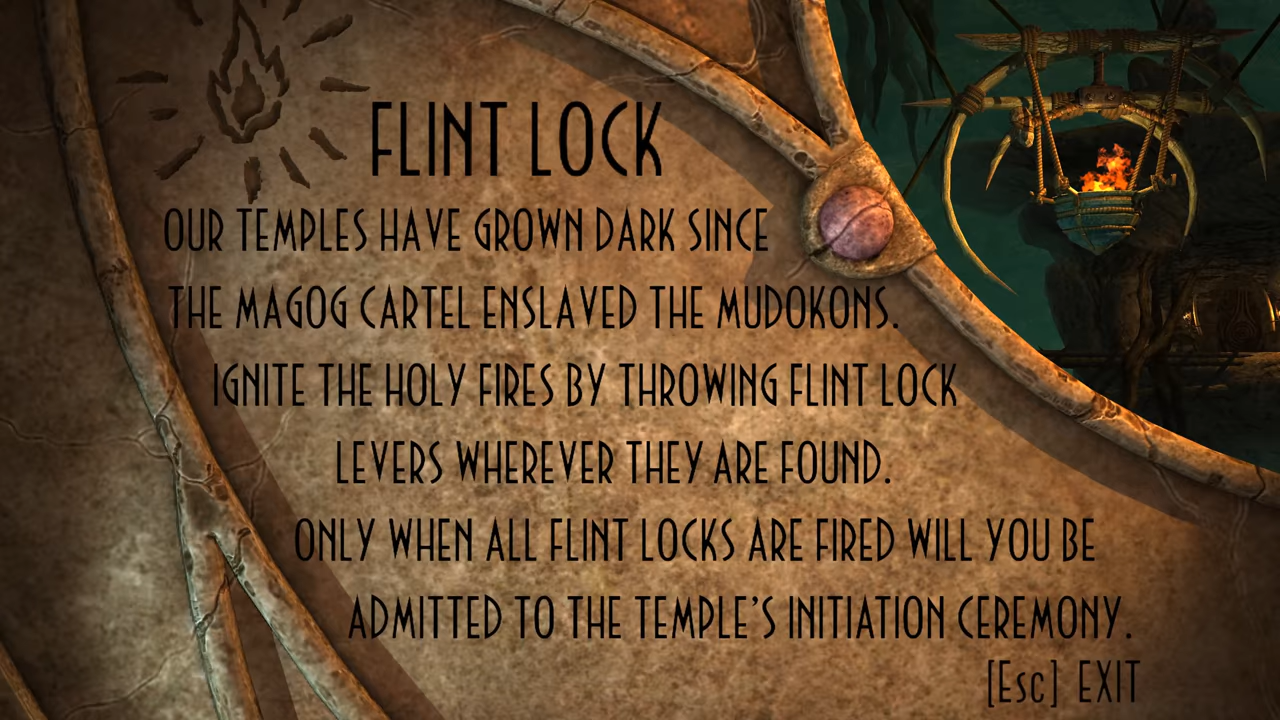 FLINT LOCK
OUR TEMPLES HAVE GROWN DARK SINCE
THE MAGOG CARTEL ENSLAVED THE MUDOKONS.
IGNITE THE HOLY FIRES BY THROWING FLINT LOCK
LEVERS WHEREVER THEY ARE FOUND.
ONLY WHEN ALL FLINT LOCKS ARE FIRED WILL YOU BE
ADMITTED TO THE TEMPLE'S INITIATION CEREMONY.
[Esc] EXIT